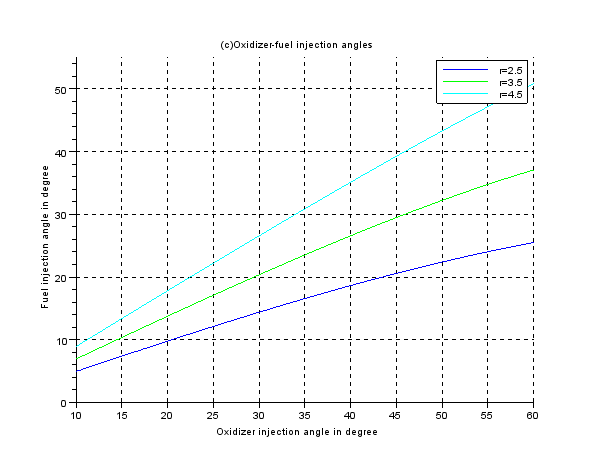 (c)Oxidizer-fuel injection angles
r=2.5
r=3.5
r=4.5
Fuel injection angle in degree
50
40
30
20
10
0
10 15 20 25 30 35 40 45 50 55 60
Oxidizer injection angle in degree